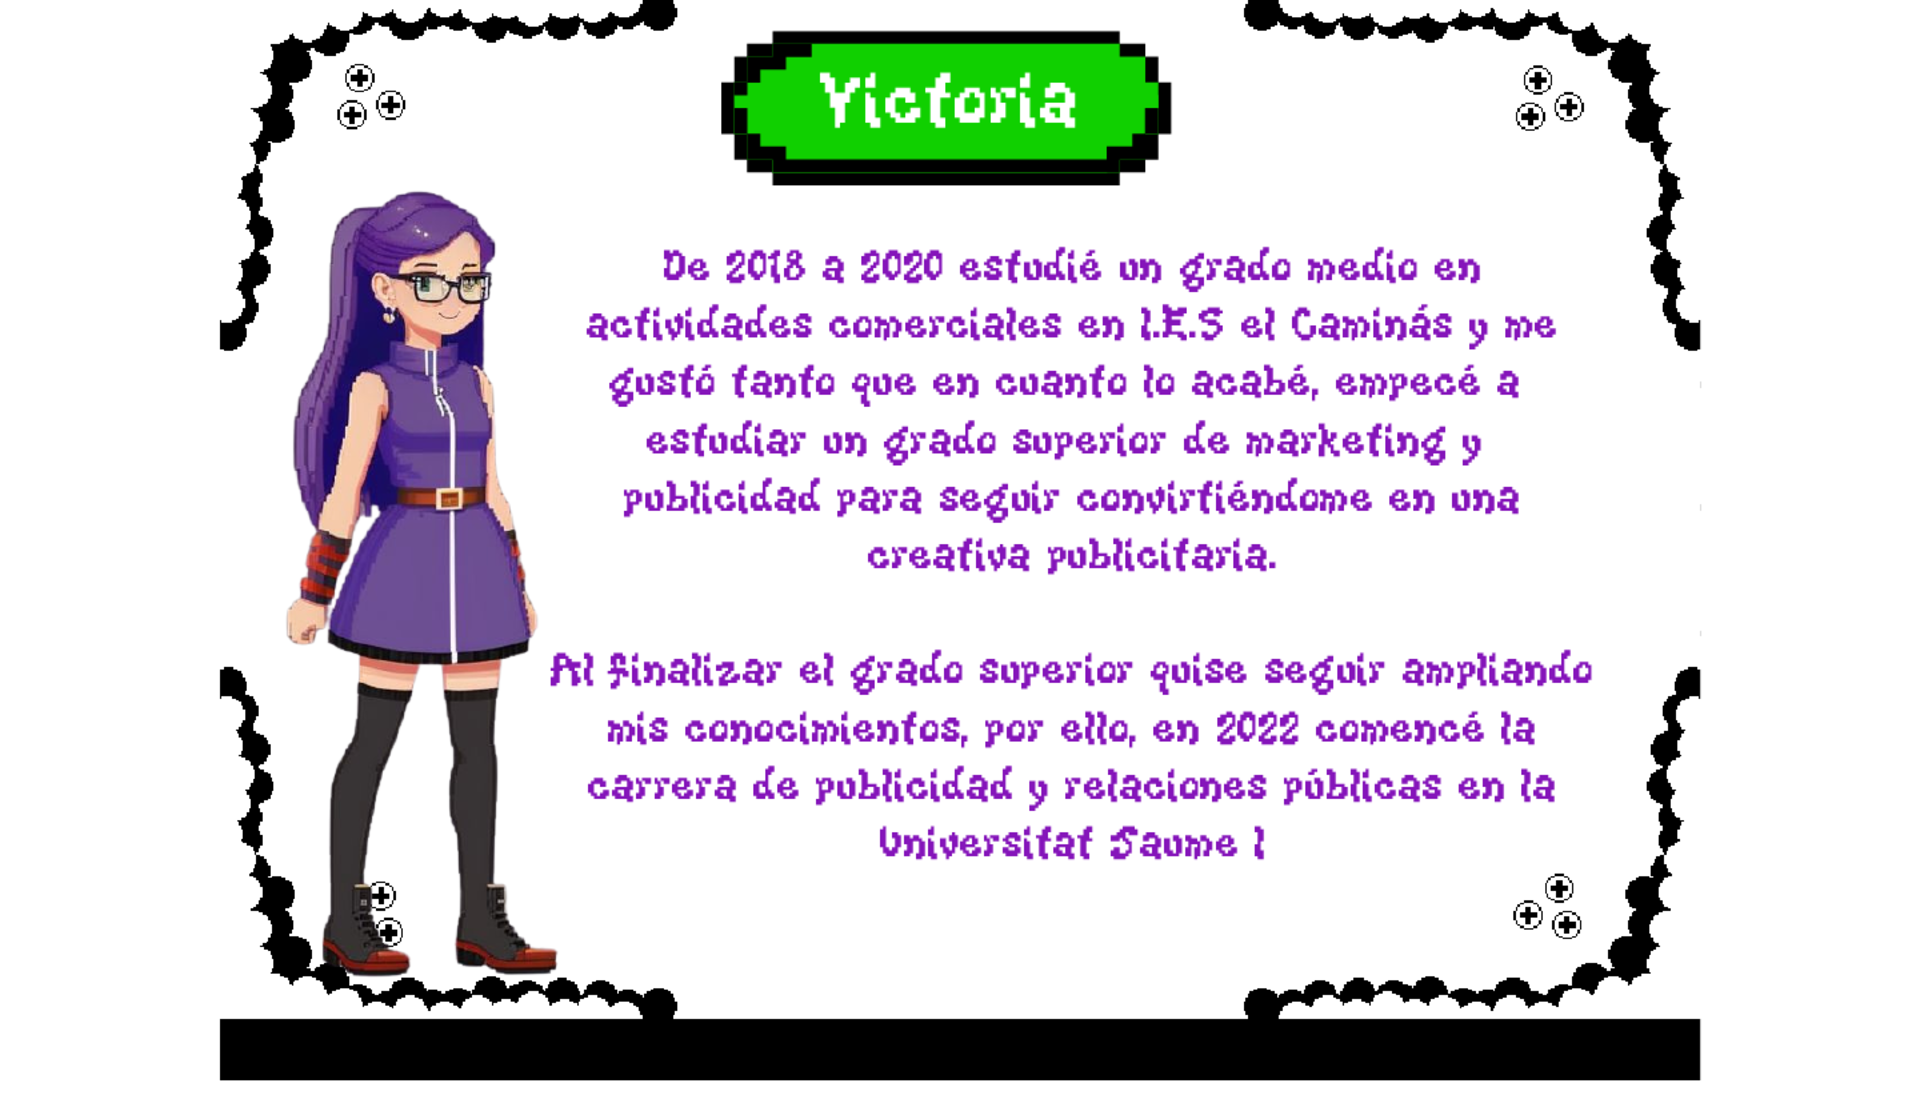 Victoria
De 2018 a 2020 estudié un grado medio en
actividades comerciales en I.E.S el Caminás y me
gustó tanto que en cuanto lo acabé, empecé a
estudiar un grado superior de marketing y
publicidad para seguir convirtiéndome en una
creativa publicitaria.
Al finalizar el grado superior quise seguir ampliando
mis conocimientos, por ello, en 2022 comencé la
carrera de publicidad y relaciones públicas en la
Universitat Jaume I